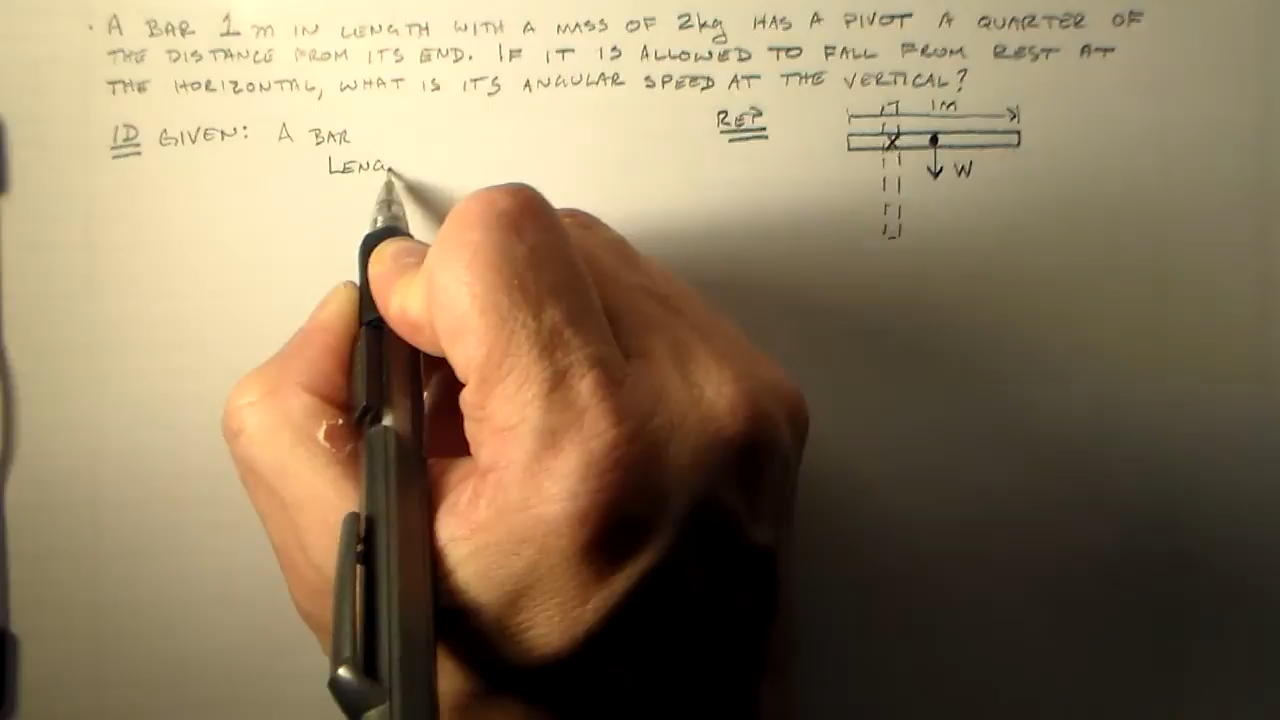 · A BAR 1 m IN LENGTH WITH A MASS OF 2kg HAS A PIVOT A QUARTER OF
THE DISTANCE FROM ITS END. IF IT IS ALLOWED TO FALL FROM REST AT
THE HORIZONTAL, WHAT IS ITS ANGULAR SPEED AT THE VERTICAL?
ID GIVEN: A BAR
LENG
REP
1M
X
W